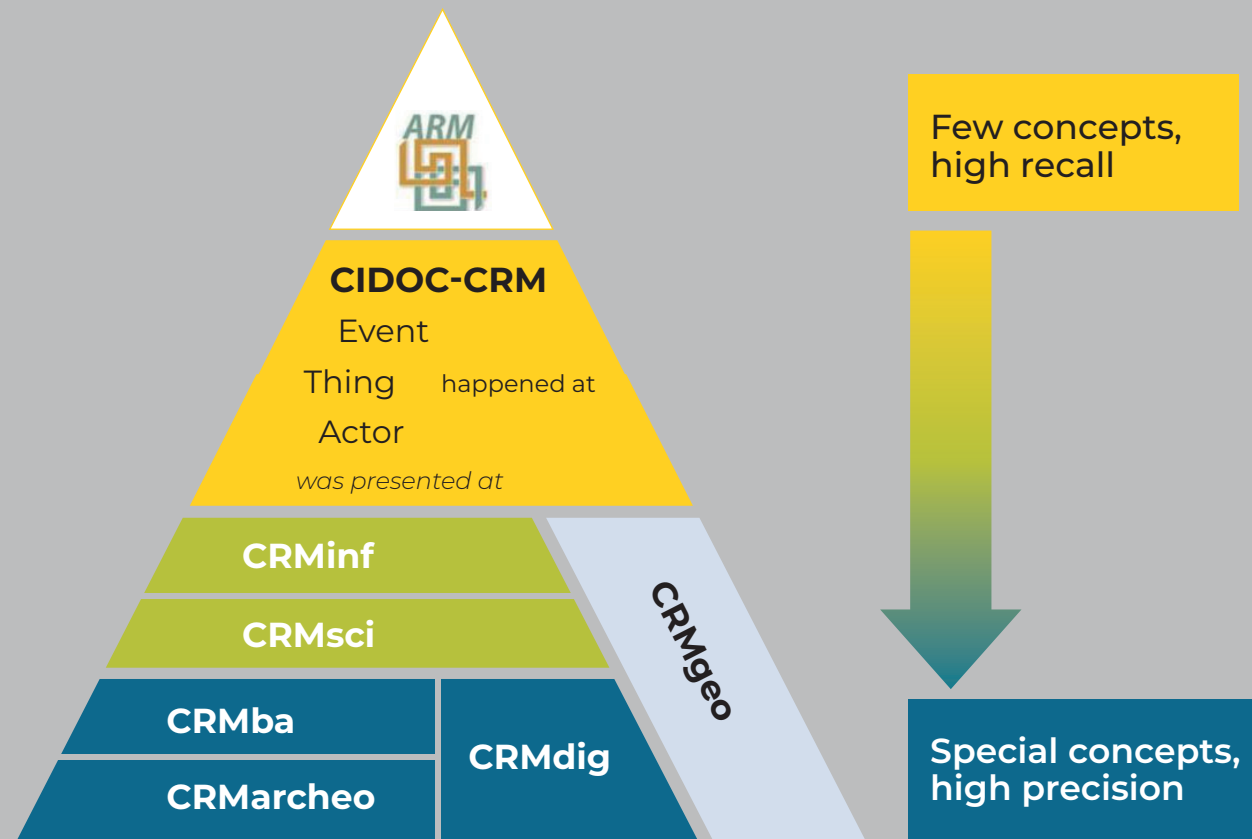 ARM
CIDOC-CRM
Event
Thing happened at
Actor
was presented at
CRMinf
CRMsci
CRMba
CRMarcheo
CRMdig
CRMgeo
Few concepts,
high recall
Special concepts,
high precision